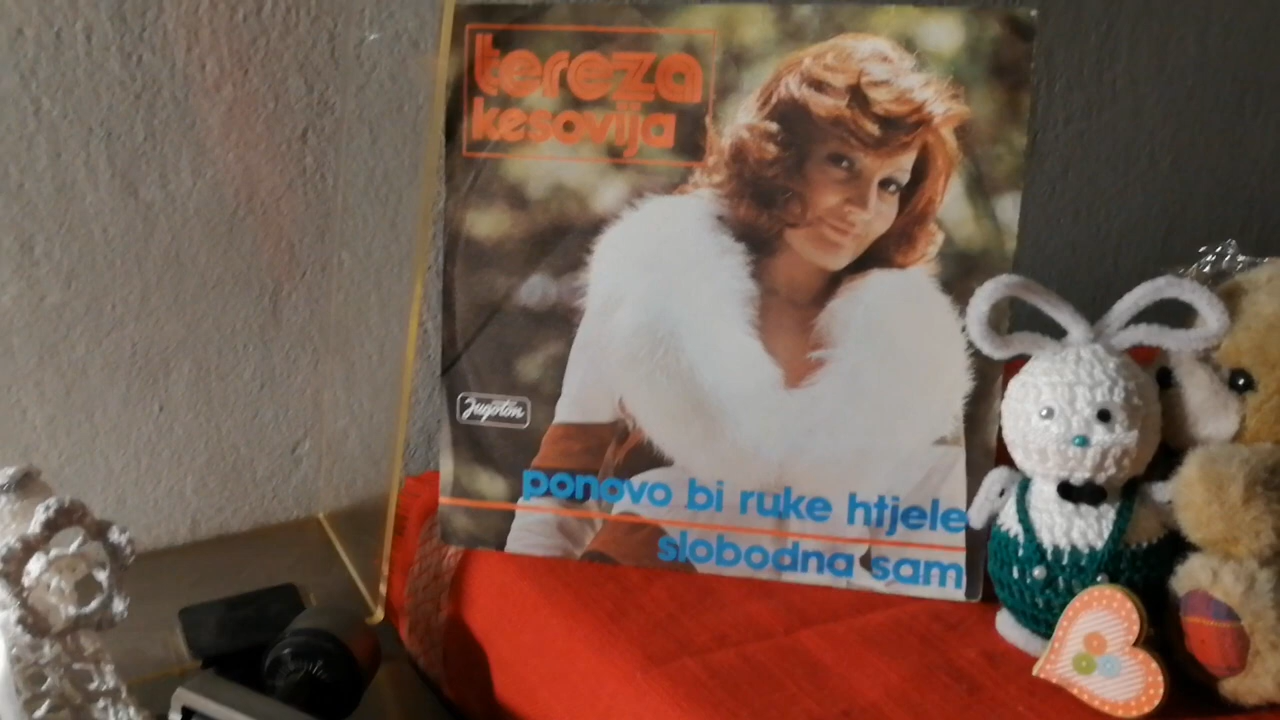 tereza
kesovija
Jugoton
ponovo bi ruke htjele
slobodna sam